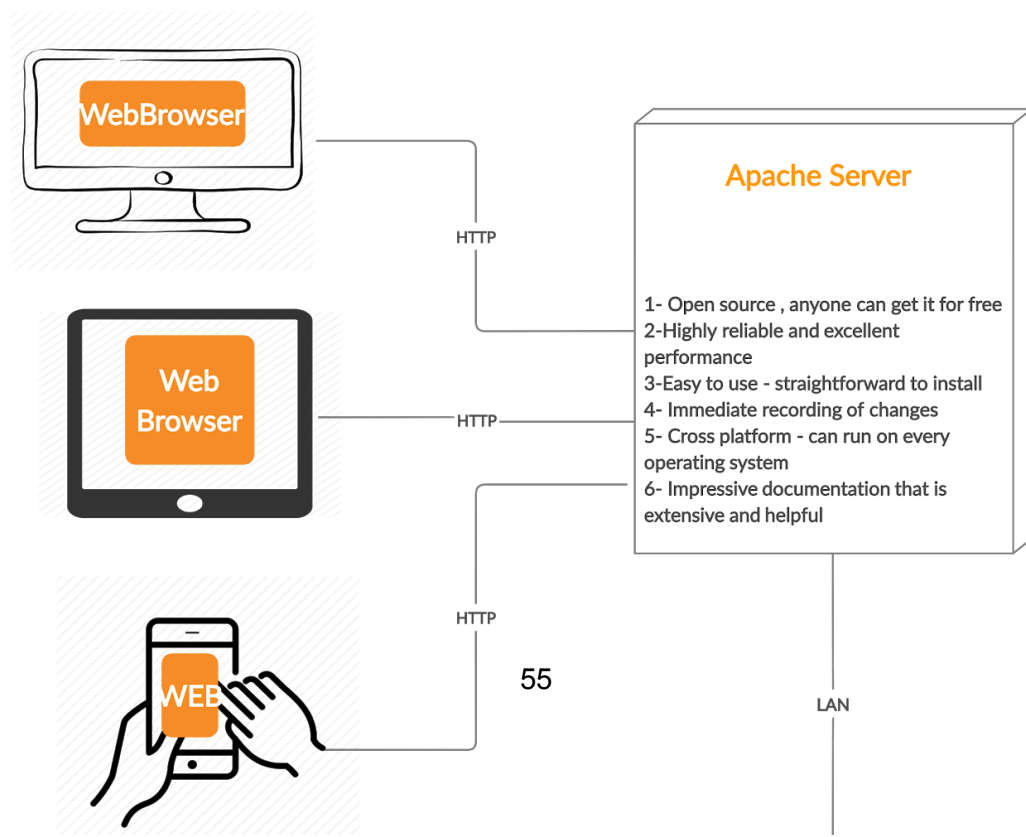 WebBrowser
Apache Server
HTTP
1- Open source , anyone can get it for free
2-Highly reliable and excellent
performance
3-Easy to use - straightforward to install
4- Immediate recording of changes
5- Cross platform - can run on every
operating system
6- Impressive documentation that is
extensive and helpful
Web
Browser
HTTP
HTTP
55
WEB
LAN